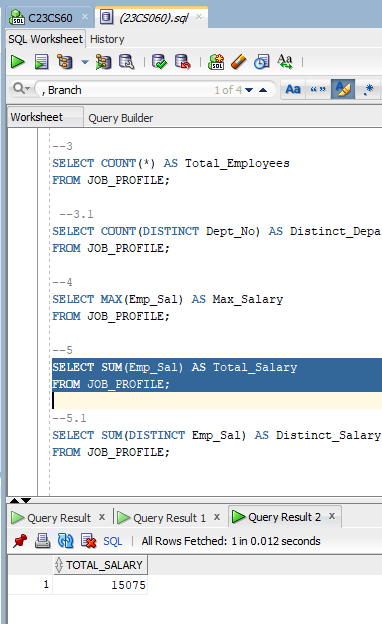 C23CS60 × (23CS060).sql ×
SQL Worksheet History
, Branch 1 of 4 Aa “” .*
Worksheet Query Builder
--3
SELECT COUNT(*) AS Total_Employees
FROM JOB_PROFILE;
--3.1
SELECT COUNT(DISTINCT Dept_No) AS Distinct_Depa
FROM JOB_PROFILE;
--4
SELECT MAX(Emp_Sal) AS Max_Salary
FROM JOB_PROFILE;
--5
SELECT SUM(Emp_Sal) AS Total_Salary
FROM JOB_PROFILE;
--5.1
SELECT SUM(DISTINCT Emp_Sal) AS Distinct_Salary
FROM JOB_PROFILE;
Query Result × Query Result 1 × Query Result 2 ×
SQL | All Rows Fetched: 1 in 0.012 seconds
TOTAL_SALARY
1 15075